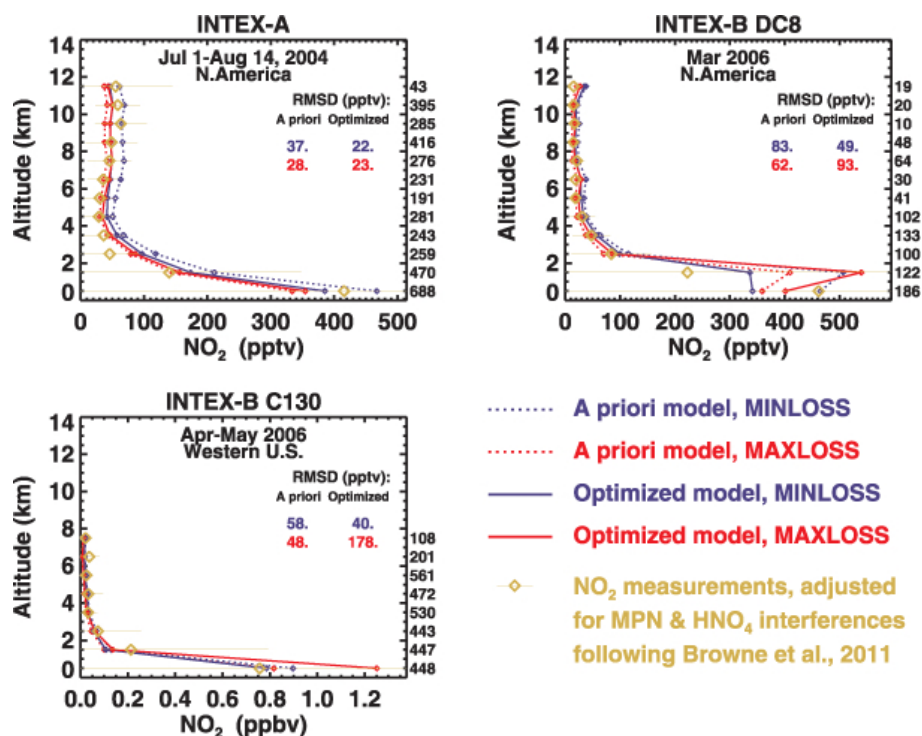 INTEX-A
Jul 1-Aug 14, 2004
N.America
RMSD (pptv):
A priori Optimized
37. 22.
28. 23.
14
12
10
8
6
4
2
0
Altitude (km)
43
395
285
416
276
231
191
281
243
259
470
688
0 100 200 300 400 500
NO₂ (pptv)
INTEX-B DC8
Mar 2006
N.America
RMSD (pptv):
A priori Optimized
83. 49.
62. 93.
14
12
10
8
6
4
2
0
Altitude (km)
19
20
10
48
64
30
41
102
133
100
122
186
0 100 200 300 400 500
NO₂ (pptv)
INTEX-B C130
Apr-May 2006
Western U.S.
RMSD (pptv):
A priori Optimized
58. 40.
48. 178.
14
12
10
8
6
4
2
0
Altitude (km)
108
201
561
472
530
443
447
448
0.0 0.2 0.4 0.6 0.8 1.0 1.2
NO₂ (ppbv)
A priori model, MINLOSS
A priori model, MAXLOSS
Optimized model, MINLOSS
Optimized model, MAXLOSS
NO₂ measurements, adjusted
for MPN & HNO₄ interferences
following Browne et al., 2011